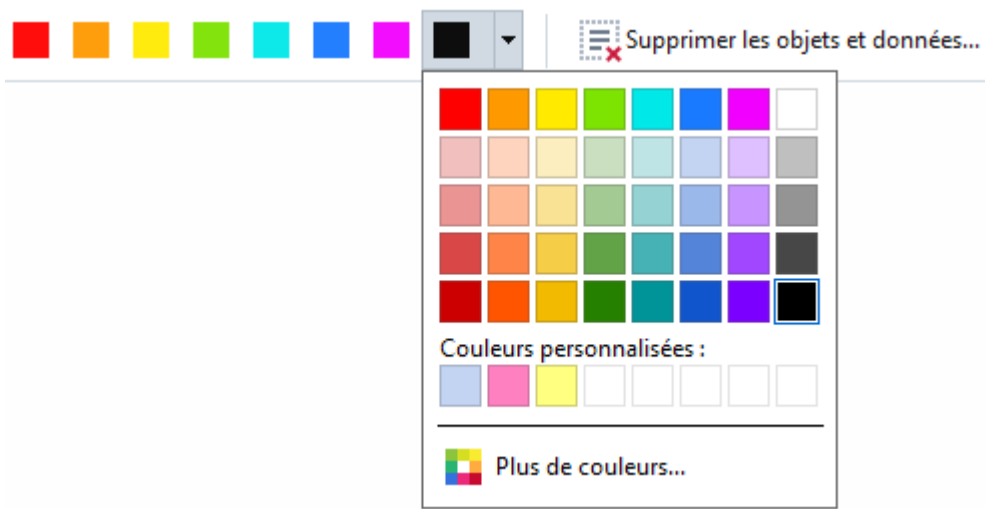 Supprimer les objets et données...
Couleurs personnalisées :
Plus de couleurs...